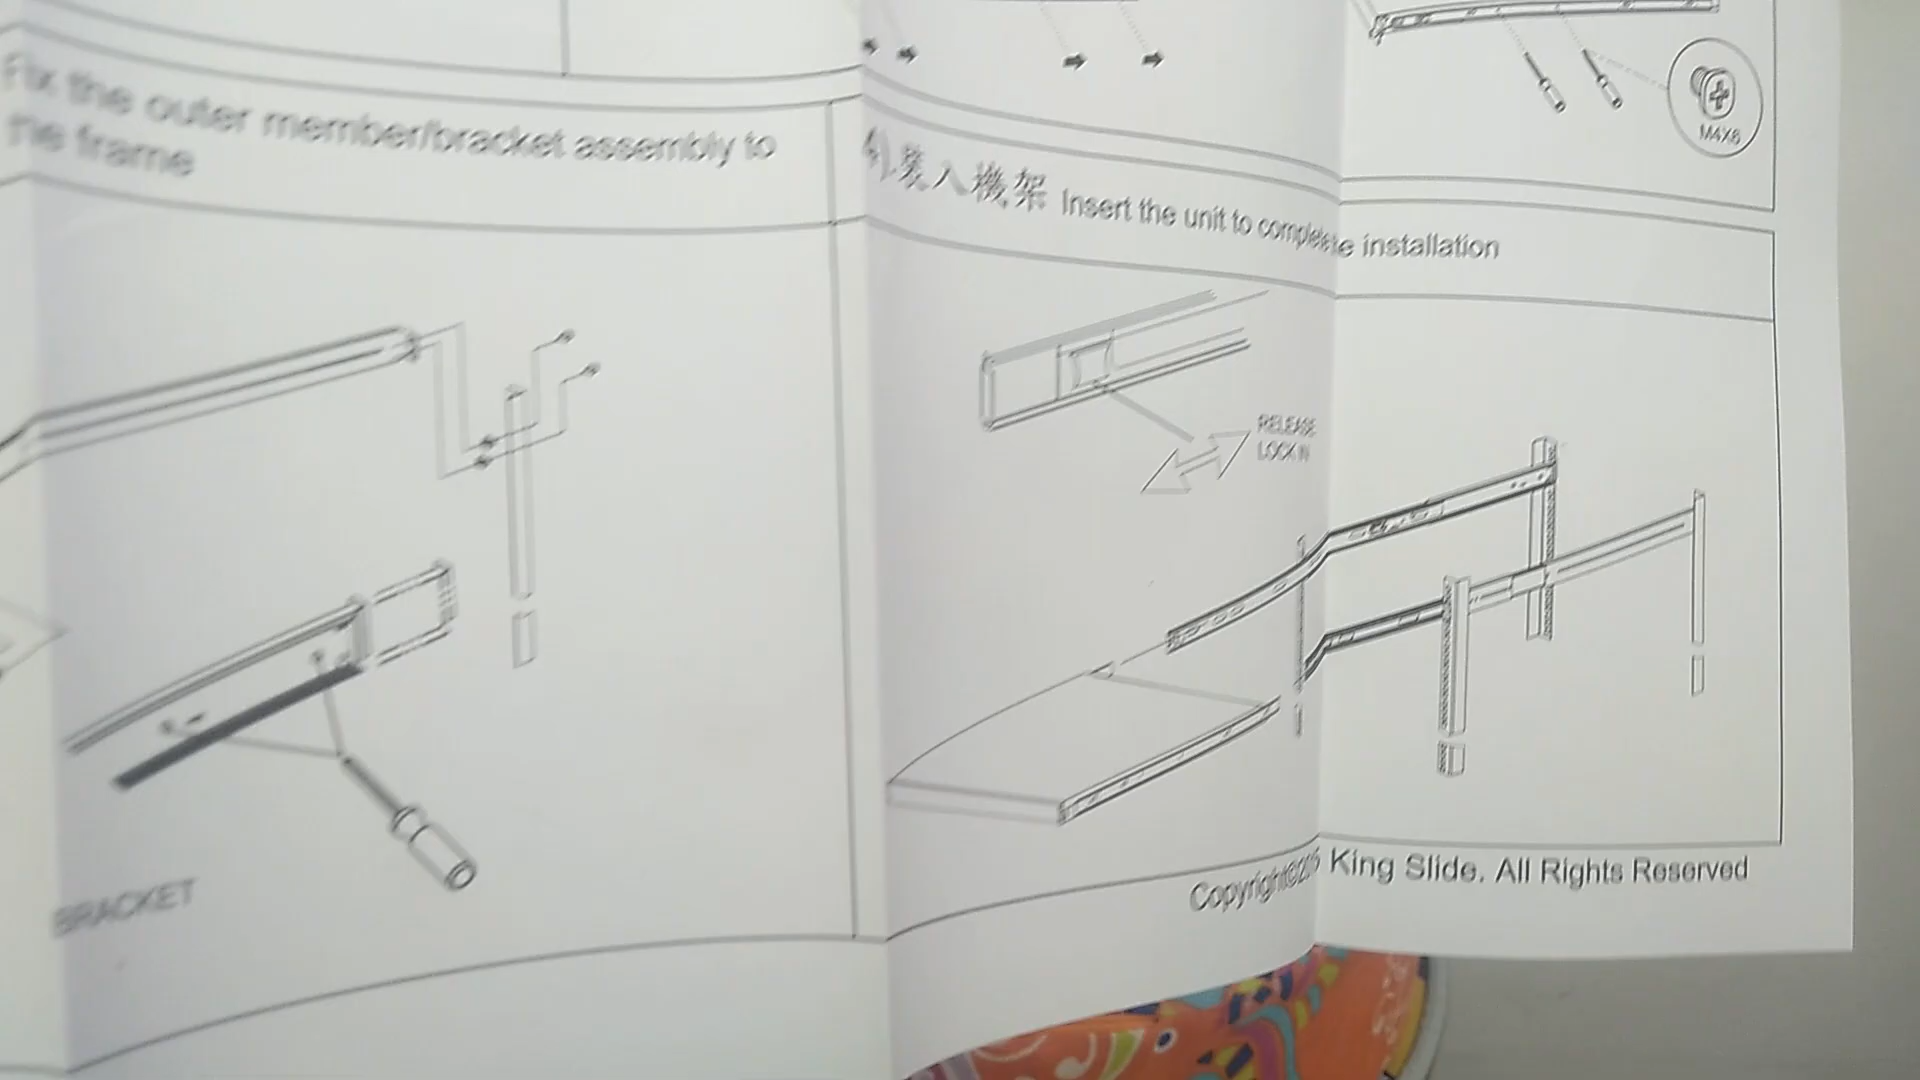 Fix the outer member/bracket assembly to
the frame
BRACKET
M4X6
4).裝入機架 Insert the unit to complete installation
RELEASE
LOCK IN
King Slide. All Rights Reserved